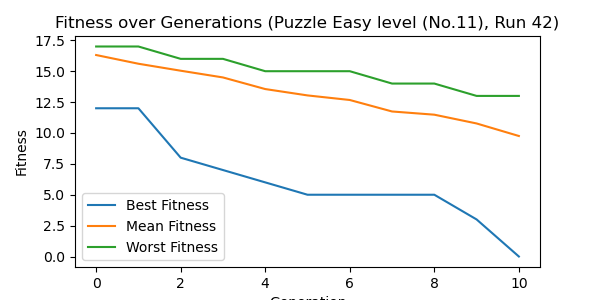 Fitness over Generations (Puzzle Easy level (No.11), Run 42)
17.5
15.0
12.5
10.0
7.5
5.0
2.5
0.0
Fitness
Best Fitness
Mean Fitness
Worst Fitness
0 2 4 6 8 10
Generation